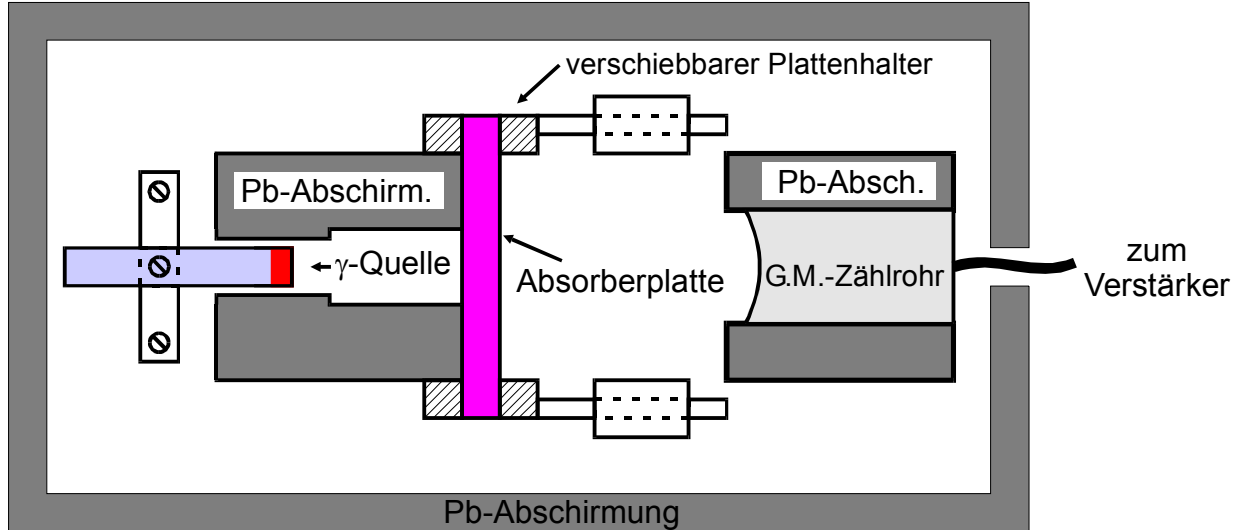 verschiebbarer Plattenhalter
Pb-Abschirm.
Pb-Absch.
γ-Quelle
Absorberplatte
G.M.-Zählrohr
zum
Verstärker
Pb-Abschirmung